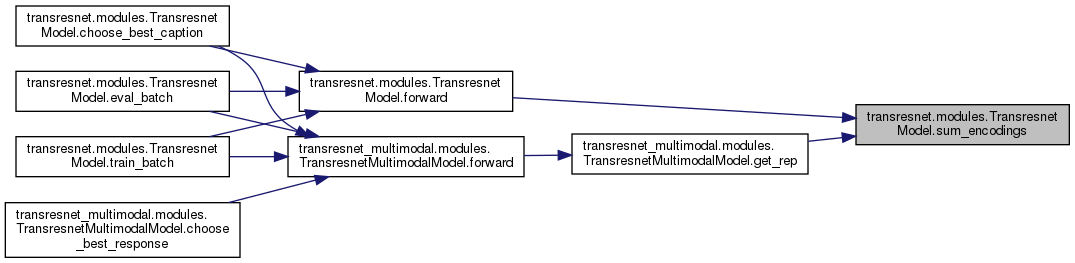 transresnet.modules.Transresnet
Model.choose_best_caption
transresnet.modules.Transresnet
Model.eval_batch
transresnet.modules.Transresnet
Model.train_batch
transresnet_multimodal.modules.
TransresnetMultimodalModel.choose
_best_response
transresnet.modules.Transresnet
Model.forward
transresnet_multimodal.modules.
TransresnetMultimodalModel.forward
transresnet_multimodal.modules.
TransresnetMultimodalModel.get_rep
transresnet.modules.Transresnet
Model.sum_encodings